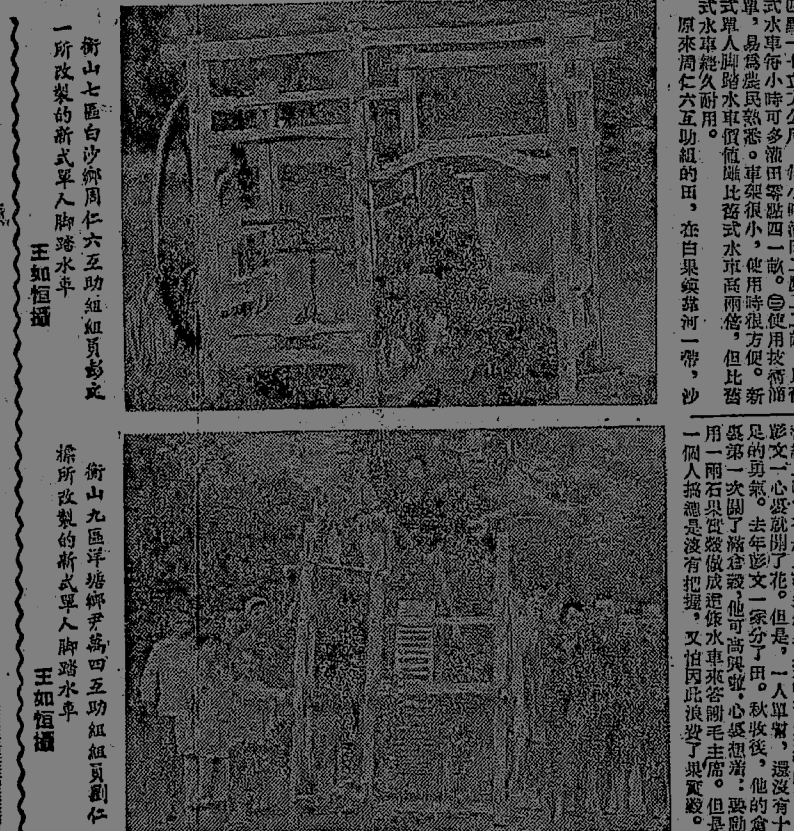 式水車每小時可多灌田零點四一畝。㊂使用技術簡
單，易爲農民熟悉。車架很小，使用時很方便。新
式單人脚踏水車價值雖比舊式水車高兩倍，但比舊
式水車經久耐用。
原來周仁六互助組的田，在白果鎮河一帶，沙
彭文一心裏就開了花。但是，一人單幫，還沒有十
足的勇氣。去年彭文一家分了田。秋收後，他的倉
裏第一次關了滿倉穀，他可高興啦。心裏想着：要
用一兩石果實穀做成這條水車來答謝毛主席。但是
一個人搞總是沒有把握，又怕因此浪費了果實穀。
衡山七區白沙鄉周仁六互助組組員彭文
一所改製的新式單人脚踏水車
王如恒攝
衡山九區洋塘鄉尹萬四互助組組員劉仁
樑所改製的新式單人脚踏水車
王如恒攝